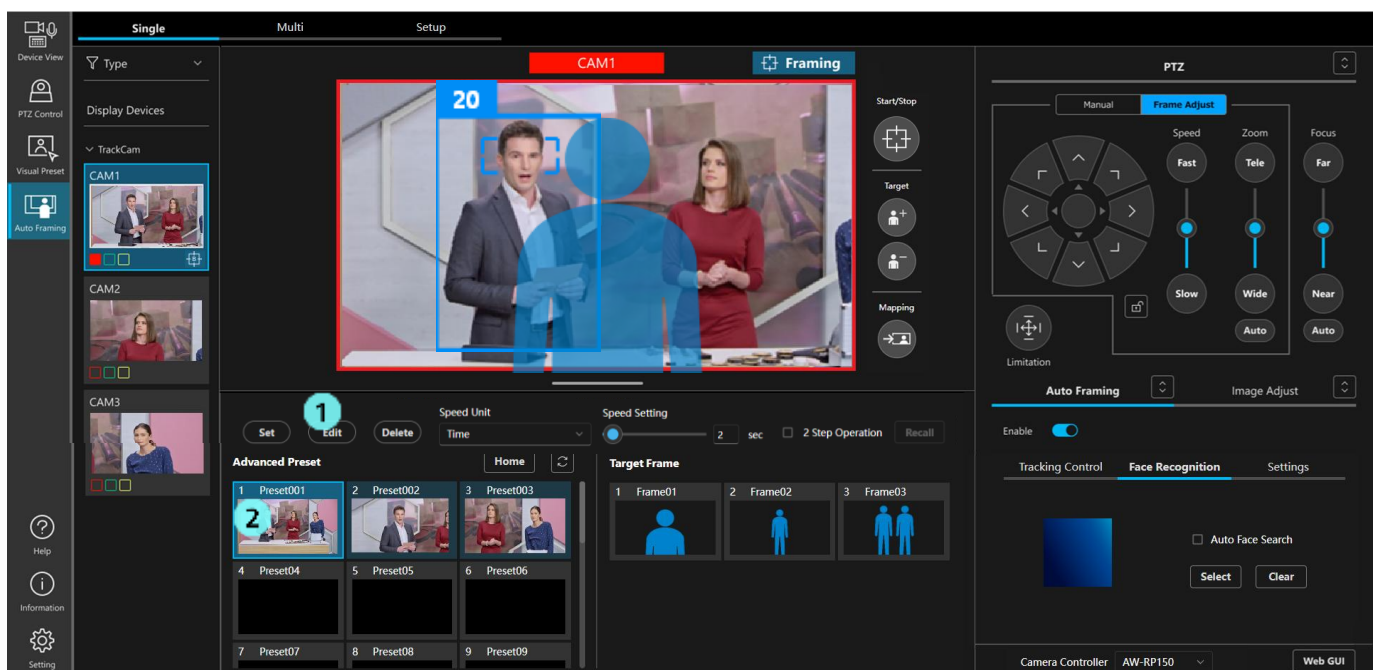 Single
Multi
Setup
Device View
PTZ Control
Visual Preset
Auto Framing
Help
Information
Setting
Type
Display Devices
TrackCam
CAM1
CAM2
CAM3
CAM1
Framing
20
Start/Stop
Target
Mapping
1
Set
Edit
Delete
Speed Unit
Time
Speed Setting
2 sec
2 Step Operation
Recall
Advanced Preset
Home
1 Preset001
2 Preset002
3 Preset003
2
4 Preset04
5 Preset05
6 Preset06
7 Preset07
8 Preset08
9 Preset09
Target Frame
1 Frame01
2 Frame02
3 Frame03
PTZ
Manual
Frame Adjust
Speed
Zoom
Focus
Fast
Tele
Far
Slow
Wide
Near
Auto
Auto
Limitation
Auto Framing
Image Adjust
Enable
Tracking Control
Face Recognition
Settings
Auto Face Search
Select
Clear
Camera Controller
AW-RP150
Web GUI